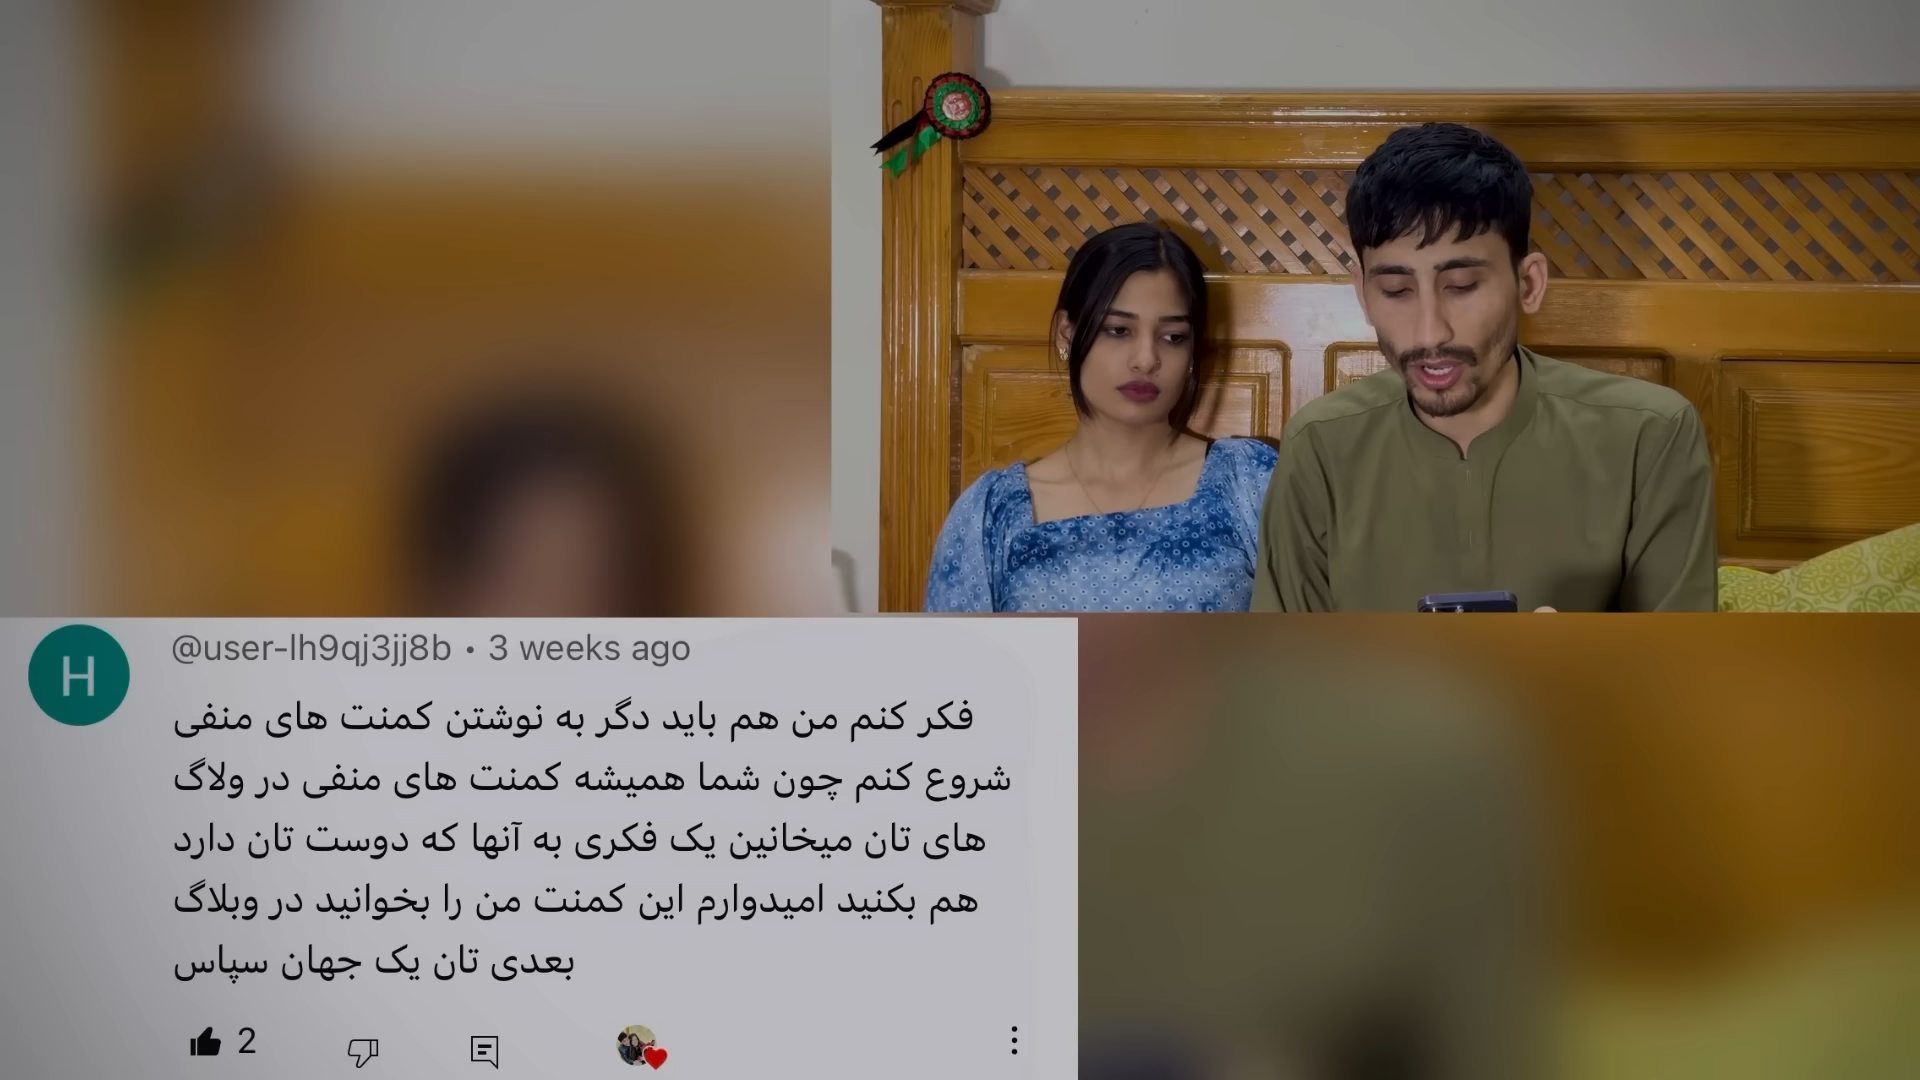 H
@user-lh9qj3jj8b • 3 weeks ago
فکر کنم من هم باید دگر به نوشتن کمنت های منفی
شروع کنم چون شما همیشه کمنت های منفی در ولاگ
های تان میخانین یک فکری به آنها که دوست تان دارد
هم بکنید امیدوارم این کمنت من را بخوانید در وبلاگ
بعدی تان یک جهان سپاس
2